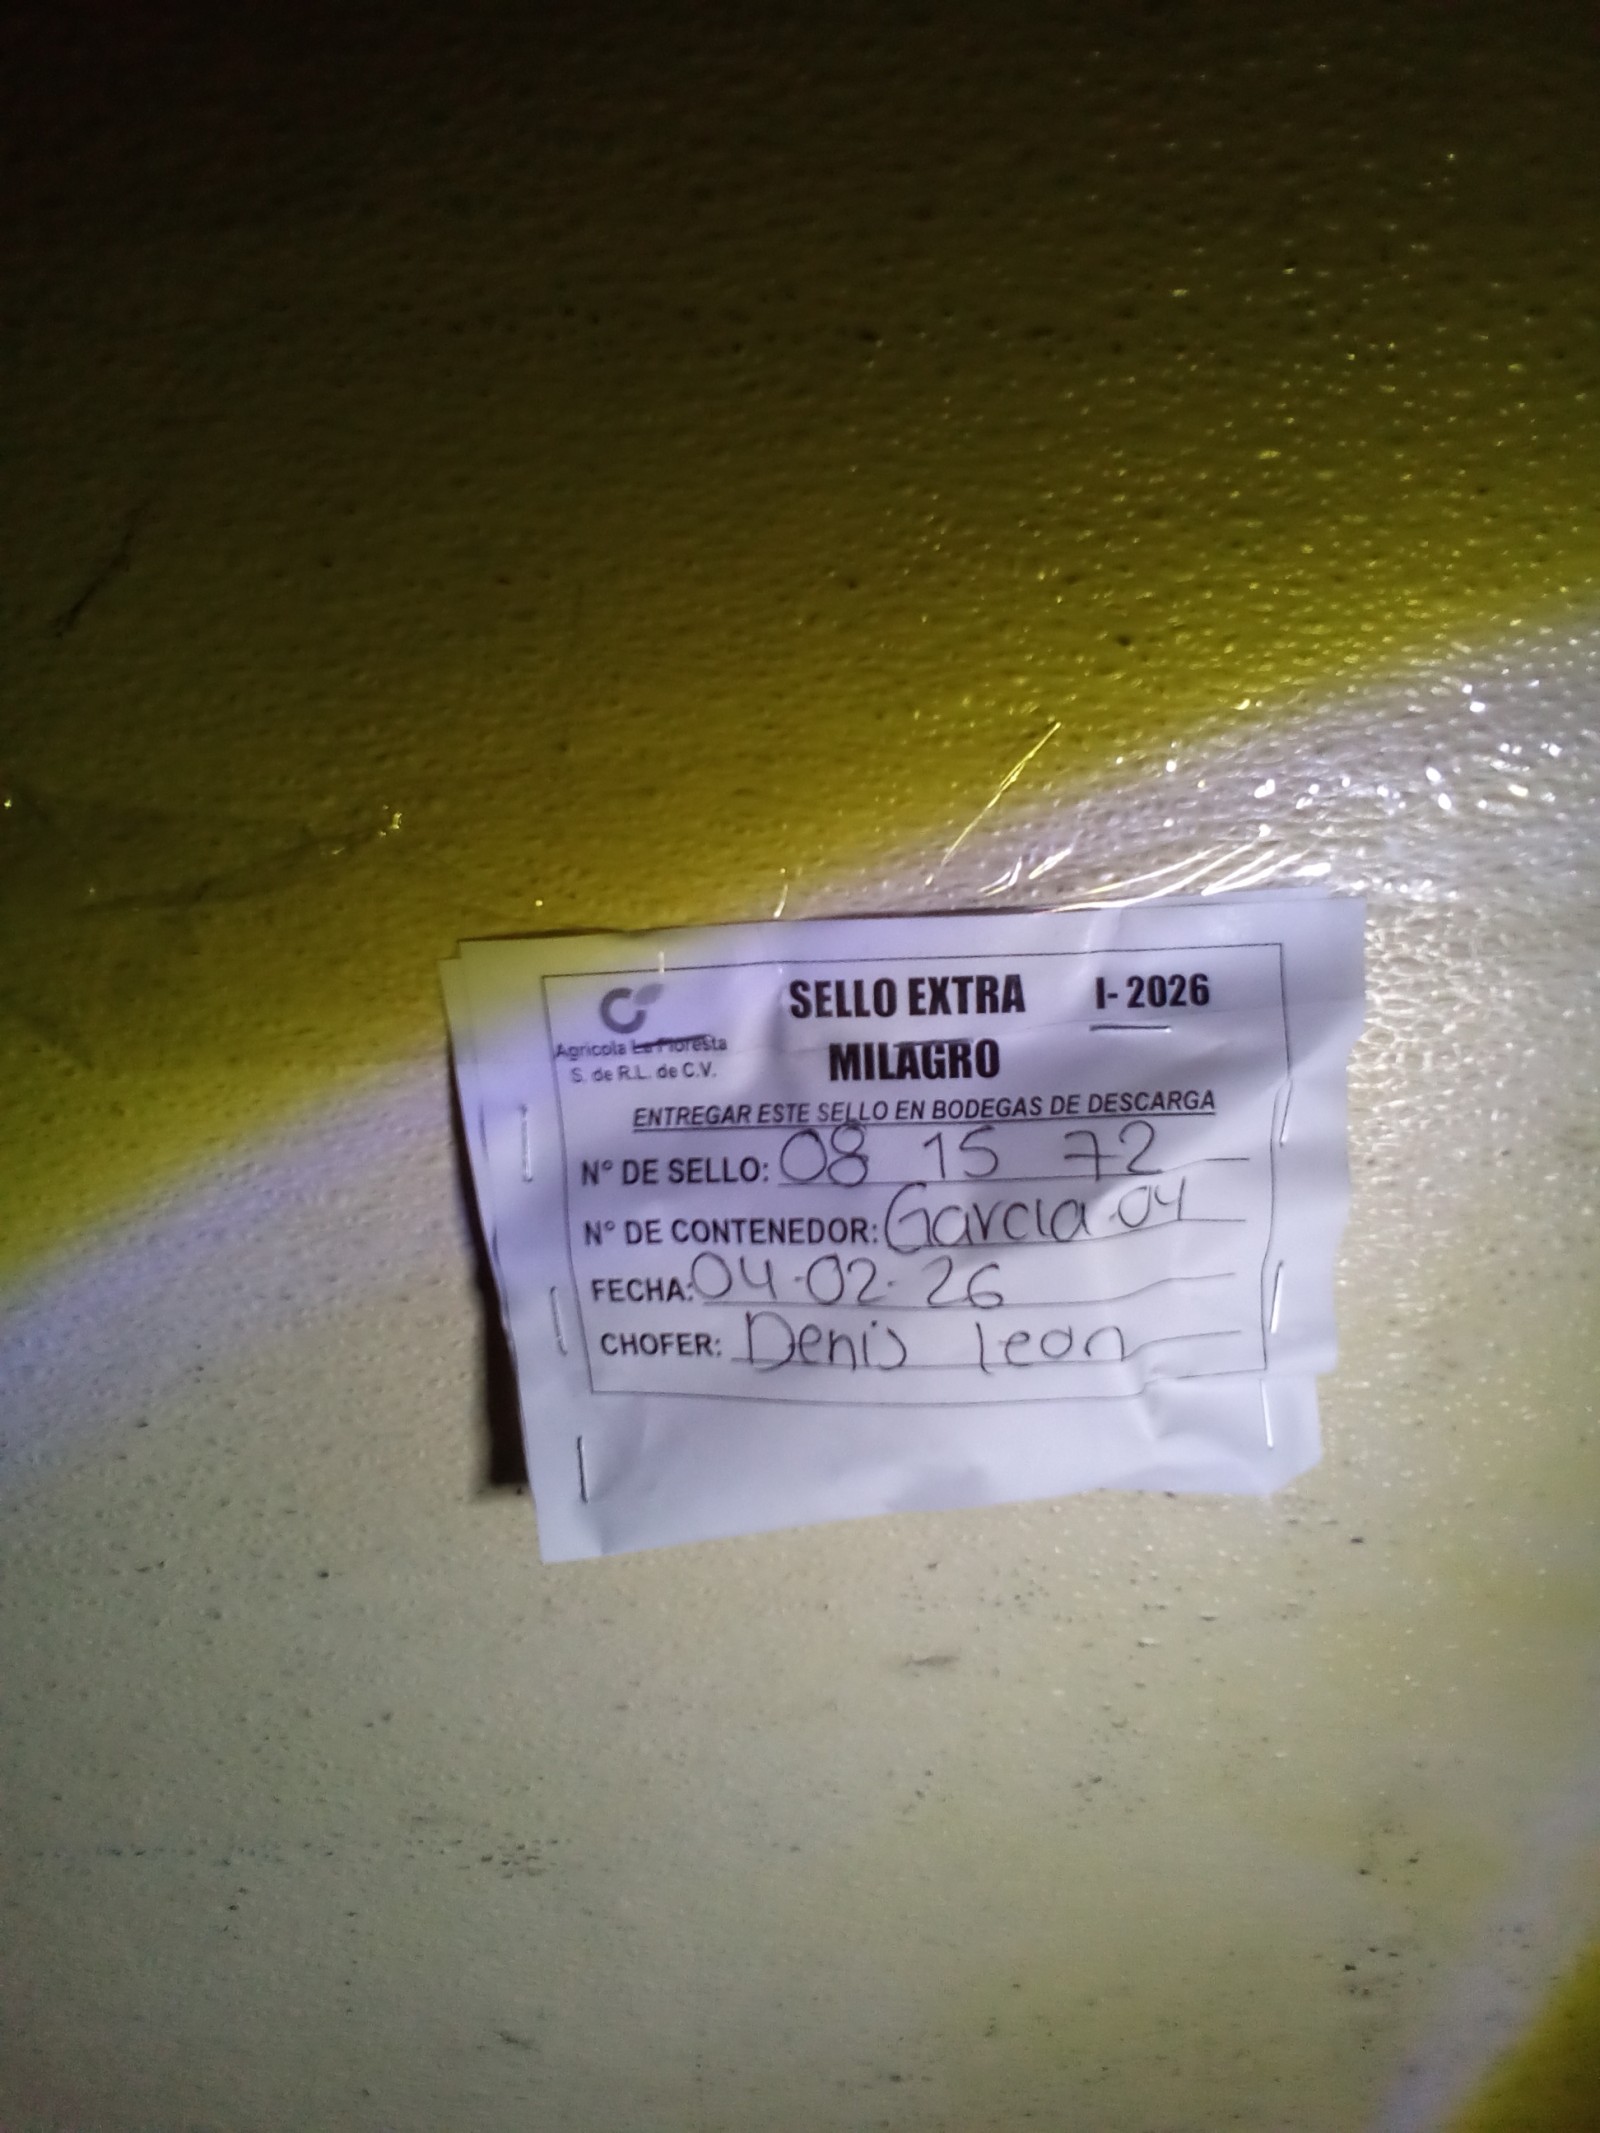 SELLO EXTRA I- 2026
MILAGRO
Agricola La Floresta
S. de R.L. de C.V.
ENTREGAR ESTE SELLO EN BODEGAS DE DESCARGA
N° DE SELLO: 08 15 72
N° DE CONTENEDOR: Garcia 04
FECHA: 04-02-26
CHOFER: Denis leon